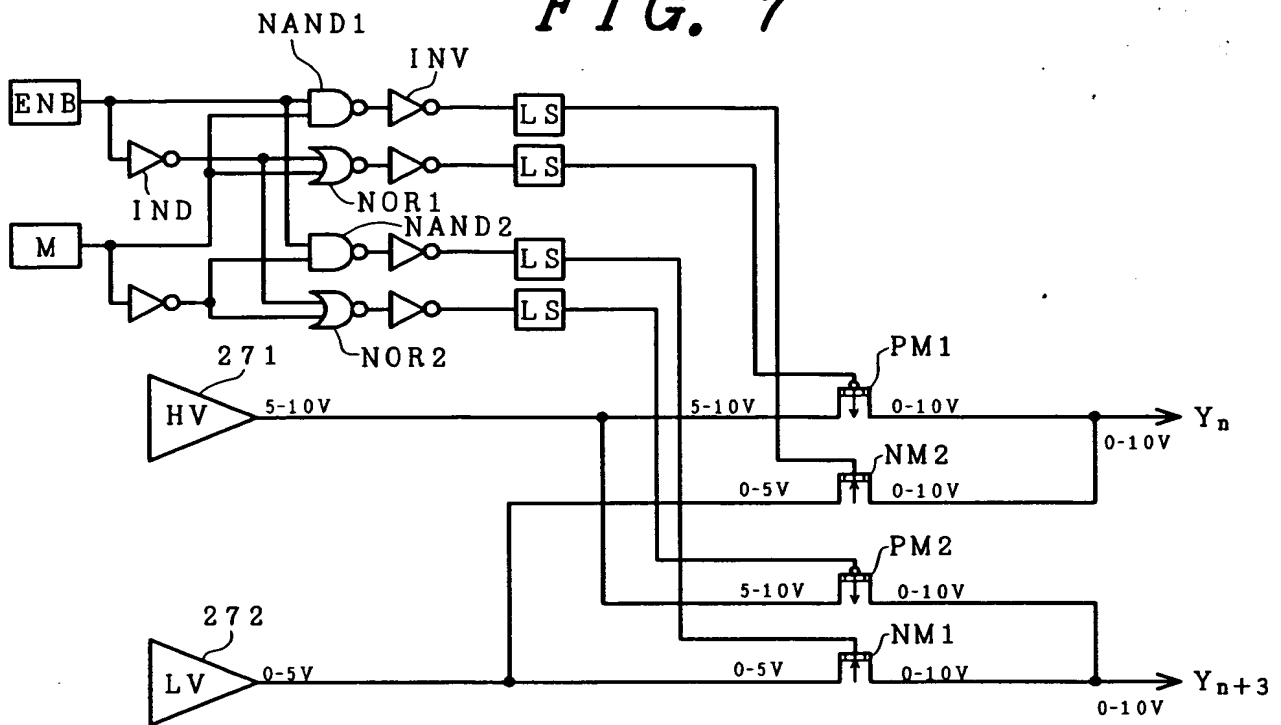 FIG. 7
NAND1
INV
ENB
LS
LS
IND
NOR1
NAND2
M
LS
LS
NOR2
271
PM1
HV
5-10V
5-10V
0-10V
Yn
0-10V
NM2
0-5V
0-10V
PM2
5-10V
0-10V
272
NM1
LV
0-5V
0-5V
0-10V
Yn+3
0-10V